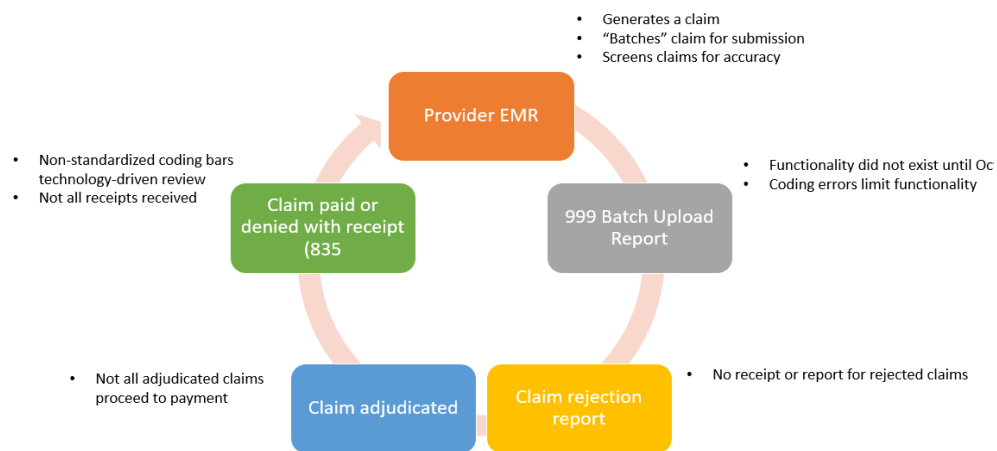 • Generates a claim
• “Batches” claim for submission
• Screens claims for accuracy
Provider EMR
• Functionality did not exist until Oct
• Coding errors limit functionality
999 Batch Upload
Report
• No receipt or report for rejected claims
Claim rejection
report
Claim adjudicated
• Not all adjudicated claims
proceed to payment
Claim paid or
denied with receipt
(835
• Non-standardized coding bars
technology-driven review
• Not all receipts received